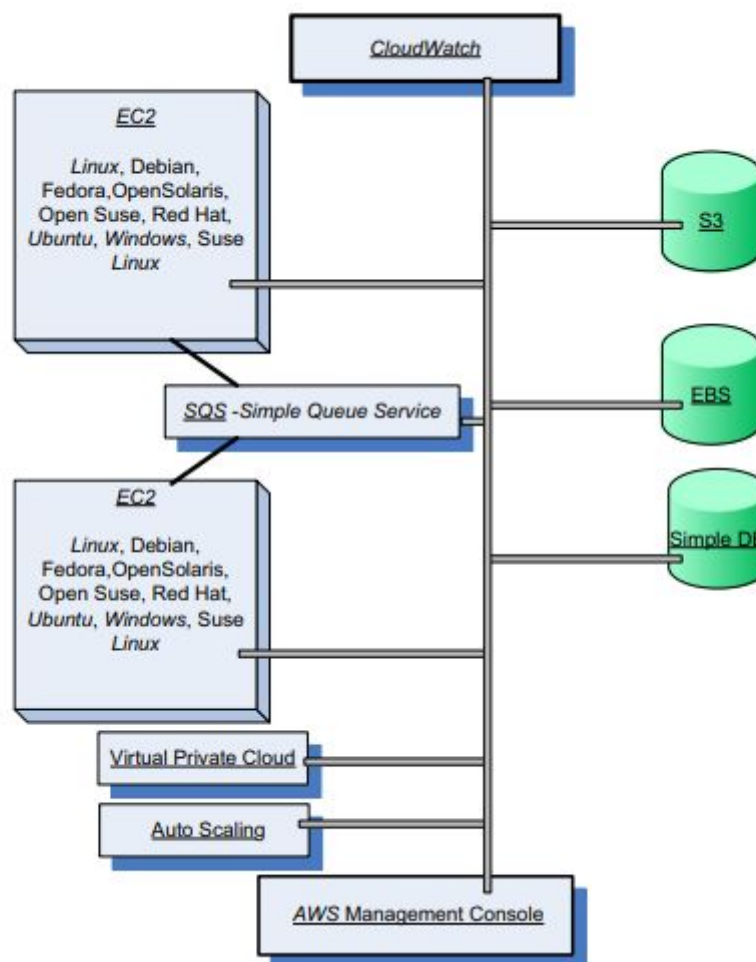 CloudWatch
EC2
Linux, Debian,
Fedora,OpenSolaris,
Open Suse, Red Hat,
Ubuntu, Windows, Suse
Linux
S3
SQS -Simple Queue Service
EBS
EC2
Linux, Debian,
Fedora,OpenSolaris,
Open Suse, Red Hat,
Ubuntu, Windows, Suse
Linux
Simple D
Virtual Private Cloud
Auto Scaling
AWS Management Console